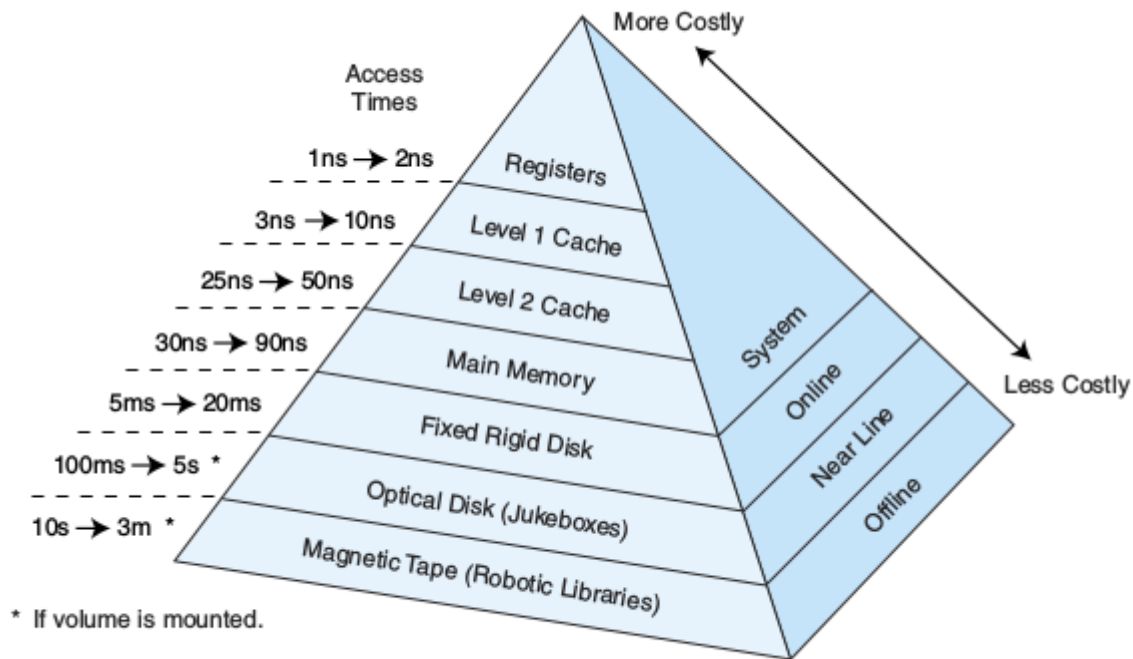 More Costly
Access
Times
1ns → 2ns
Registers
3ns → 10ns
Level 1 Cache
25ns → 50ns
Level 2 Cache
System
30ns → 90ns
Main Memory
Online
Less Costly
5ms → 20ms
Fixed Rigid Disk
Near Line
100ms → 5s *
Optical Disk (Jukeboxes)
Offline
10s → 3m *
Magnetic Tape (Robotic Libraries)
* If volume is mounted.